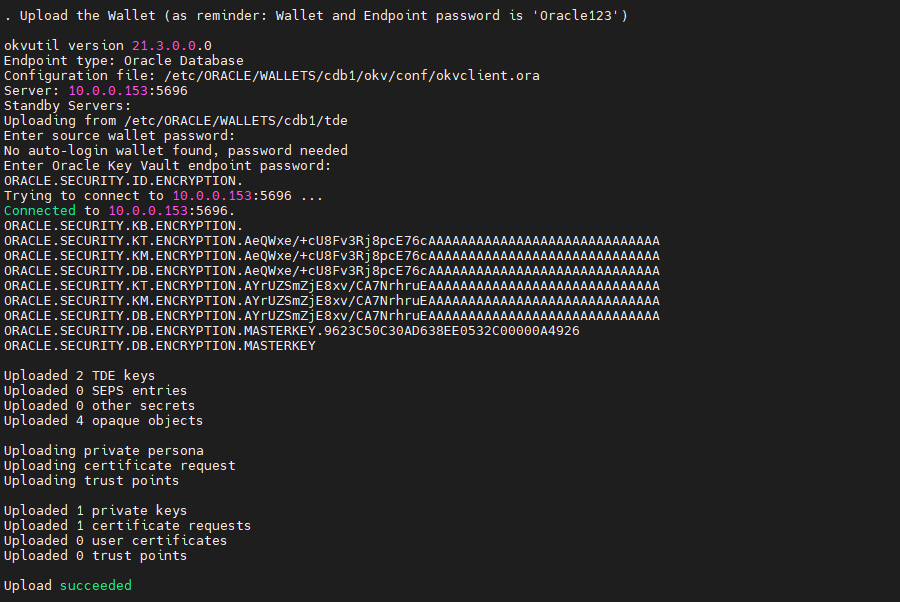 . Upload the Wallet (as reminder: Wallet and Endpoint password is 'Oracle123')
okvutil version 21.3.0.0.0
Endpoint type: Oracle Database
Configuration file: /etc/ORACLE/WALLETS/cdb1/okv/conf/okvclient.ora
Server: 10.0.0.153:5696
Standby Servers:
Uploading from /etc/ORACLE/WALLETS/cdb1/tde
Enter source wallet password:
No auto-login wallet found, password needed
Enter Oracle Key Vault endpoint password:
ORACLE.SECURITY.ID.ENCRYPTION.
Trying to connect to 10.0.0.153:5696 ...
Connected to 10.0.0.153:5696.
ORACLE.SECURITY.KB.ENCRYPTION.
ORACLE.SECURITY.KT.ENCRYPTION.AeQWxe/+cU8Fv3Rj8pcE76cAAAAAAAAAAAAAAAAAAAAAAAAAAAAA
ORACLE.SECURITY.KM.ENCRYPTION.AeQWxe/+cU8Fv3Rj8pcE76cAAAAAAAAAAAAAAAAAAAAAAAAAAAAA
ORACLE.SECURITY.DB.ENCRYPTION.AeQWxe/+cU8Fv3Rj8pcE76cAAAAAAAAAAAAAAAAAAAAAAAAAAAAA
ORACLE.SECURITY.KT.ENCRYPTION.AYrUZSmZjE8xv/CA7NrhruEAAAAAAAAAAAAAAAAAAAAAAAAAAAAA
ORACLE.SECURITY.KM.ENCRYPTION.AYrUZSmZjE8xv/CA7NrhruEAAAAAAAAAAAAAAAAAAAAAAAAAAAAA
ORACLE.SECURITY.DB.ENCRYPTION.AYrUZSmZjE8xv/CA7NrhruEAAAAAAAAAAAAAAAAAAAAAAAAAAAAA
ORACLE.SECURITY.DB.ENCRYPTION.MASTERKEY.9623C50C30AD638EE0532C00000A4926
ORACLE.SECURITY.DB.ENCRYPTION.MASTERKEY
Uploaded 2 TDE keys
Uploaded 0 SEPS entries
Uploaded 0 other secrets
Uploaded 4 opaque objects
Uploading private persona
Uploading certificate request
Uploading trust points
Uploaded 1 private keys
Uploaded 1 certificate requests
Uploaded 0 user certificates
Uploaded 0 trust points
Upload succeeded